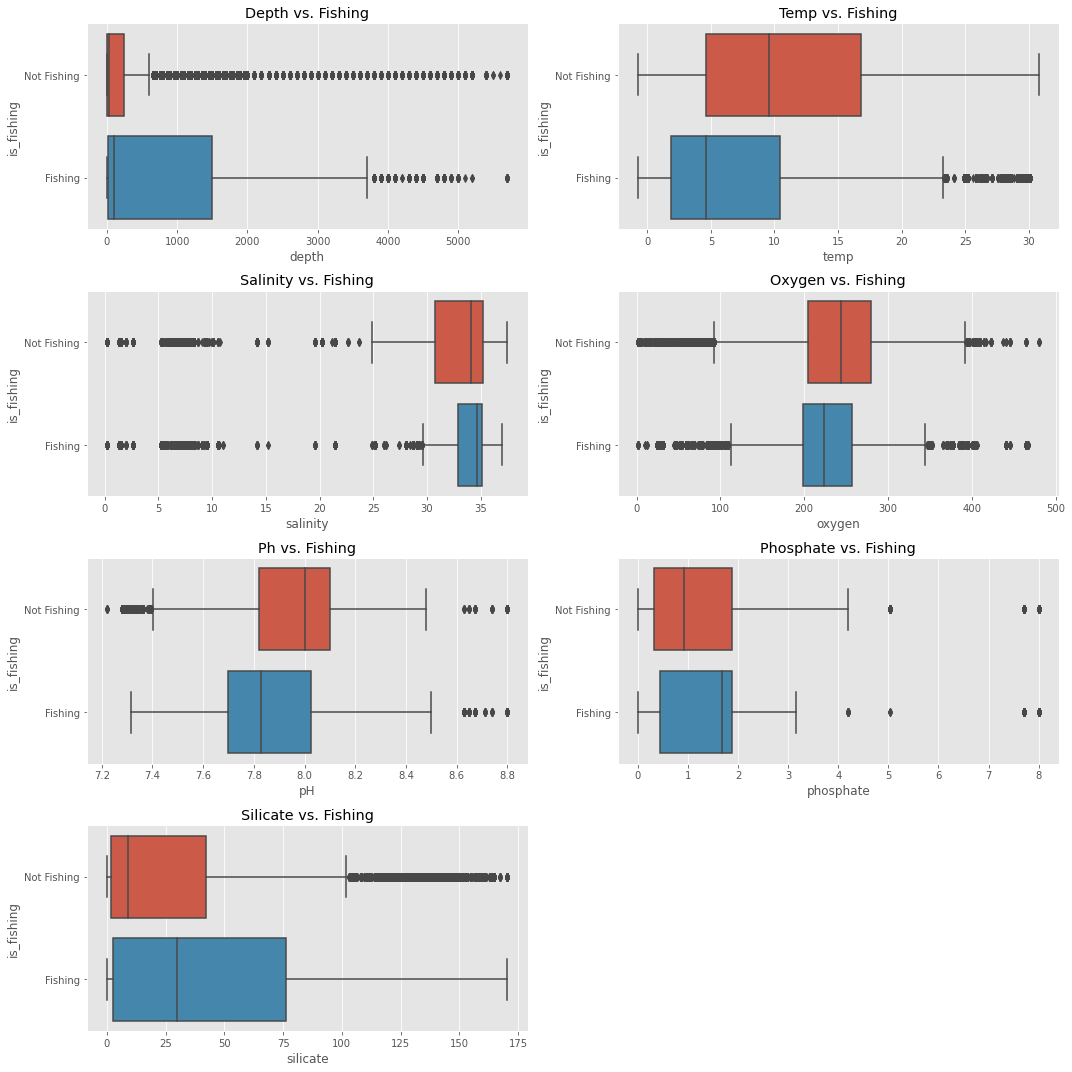 Depth vs. Fishing
is_fishing
Not Fishing
Fishing
0 1000 2000 3000 4000 5000
depth
Temp vs. Fishing
is_fishing
Not Fishing
Fishing
0 5 10 15 20 25 30
temp
Salinity vs. Fishing
is_fishing
Not Fishing
Fishing
0 5 10 15 20 25 30 35
salinity
Oxygen vs. Fishing
is_fishing
Not Fishing
Fishing
0 100 200 300 400 500
oxygen
Ph vs. Fishing
is_fishing
Not Fishing
Fishing
7.2 7.4 7.6 7.8 8.0 8.2 8.4 8.6 8.8
pH
Phosphate vs. Fishing
is_fishing
Not Fishing
Fishing
0 1 2 3 4 5 6 7 8
phosphate
Silicate vs. Fishing
is_fishing
Not Fishing
Fishing
0 25 50 75 100 125 150 175
silicate